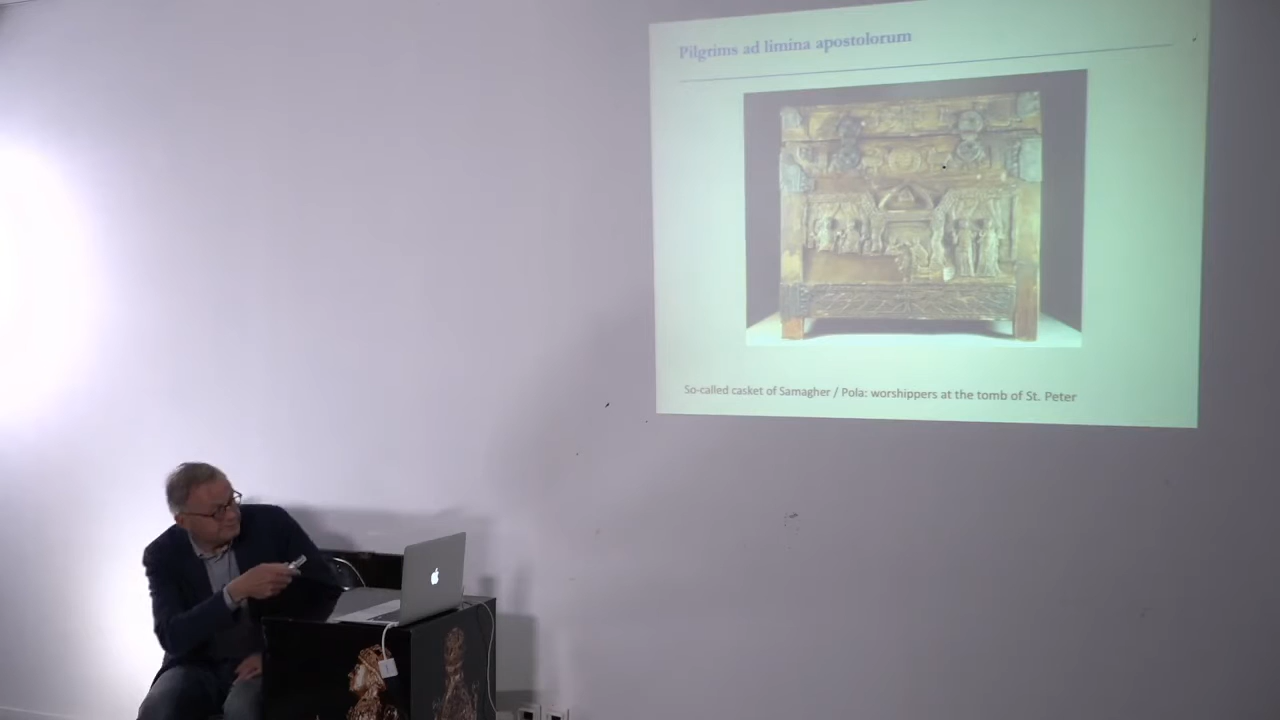 Pilgrims ad limina apostolorum
So-called casket of Samagher / Pola: worshippers at the tomb of St. Peter